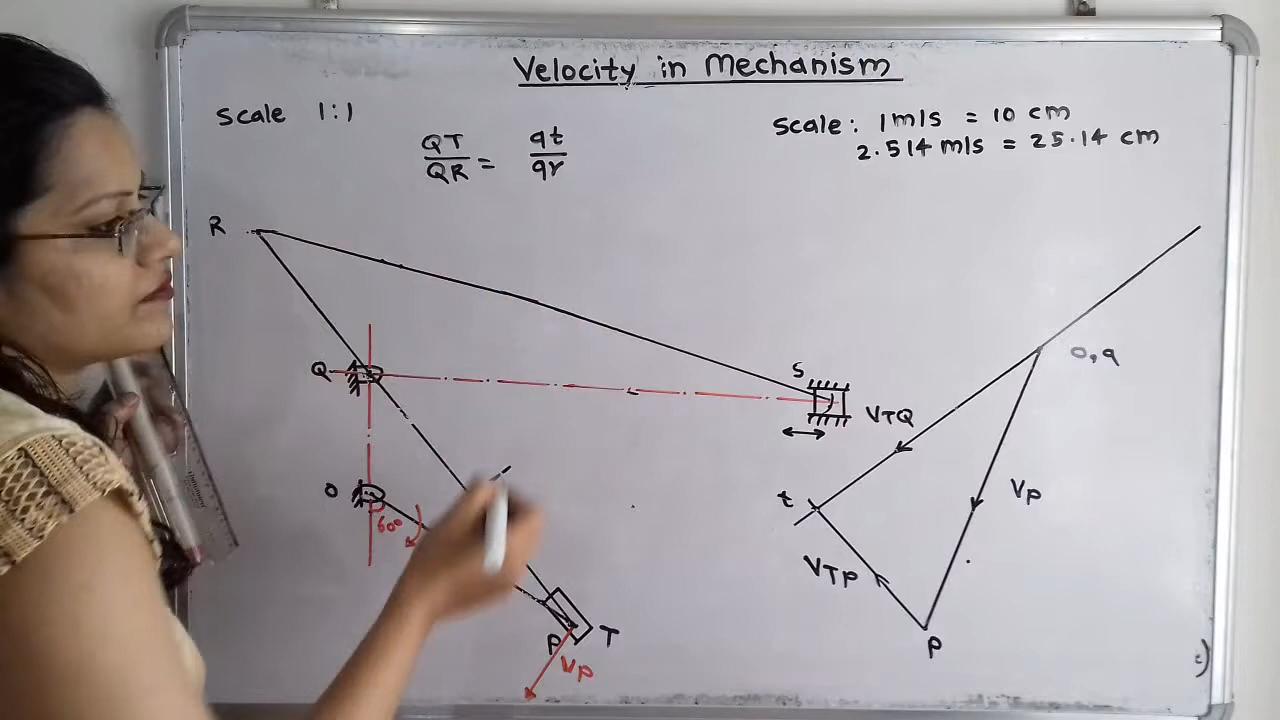 Velocity in Mechanism
Scale 1:1
QT
QR
=
qt
qr
Scale: 1m/s = 10 cm
2.514 m/s = 25.14 cm
R
Q
S
O
60°
P
T
VP
VTQ
o,q
VP
t
VTP
P